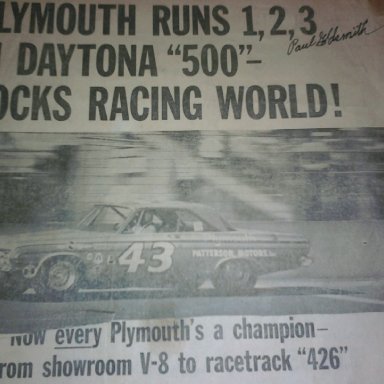 LYMOUTH RUNS 1,2,3
DAYTONA "500"–
OCKS RACING WORLD!
Paul Goldsmith
43
PATTERSON MOTORS
Now every Plymouth's a champion–
rom showroom V-8 to racetrack "426"